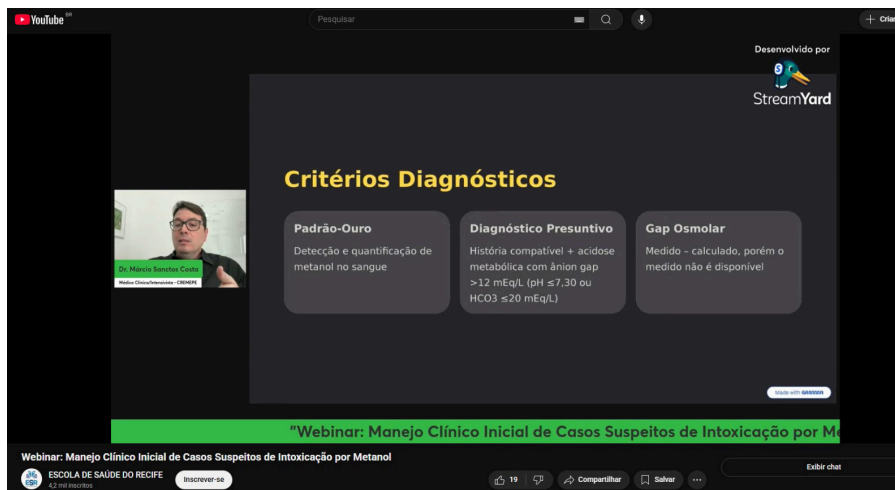 YouTube BR
Pesquisar
+ Criar
Desenvolvido por
S
StreamYard
Critérios Diagnósticos
Padrão-Ouro
Detecção e quantificação de
metanol no sangue
Diagnóstico Presuntivo
História compatível + acidose
metabólica com ânion gap
>12 mEq/L (pH ≤7,30 ou
HCO3 ≤20 mEq/L)
Gap Osmolar
Medido – calculado, porém o
medido não é disponível
Dr. Márcio Sanctos Costa
Médico Clínico/Intensivista - CREMEPE
Made with GAMMA
"Webinar: Manejo Clínico Inicial de Casos Suspeitos de Intoxicação por Me
Webinar: Manejo Clínico Inicial de Casos Suspeitos de Intoxicação por Metanol
ESR
ESCOLA DE SAÚDE DO RECIFE
4,2 mil inscritos
Inscrever-se
19
Compartilhar
Salvar
...
Exibir chat